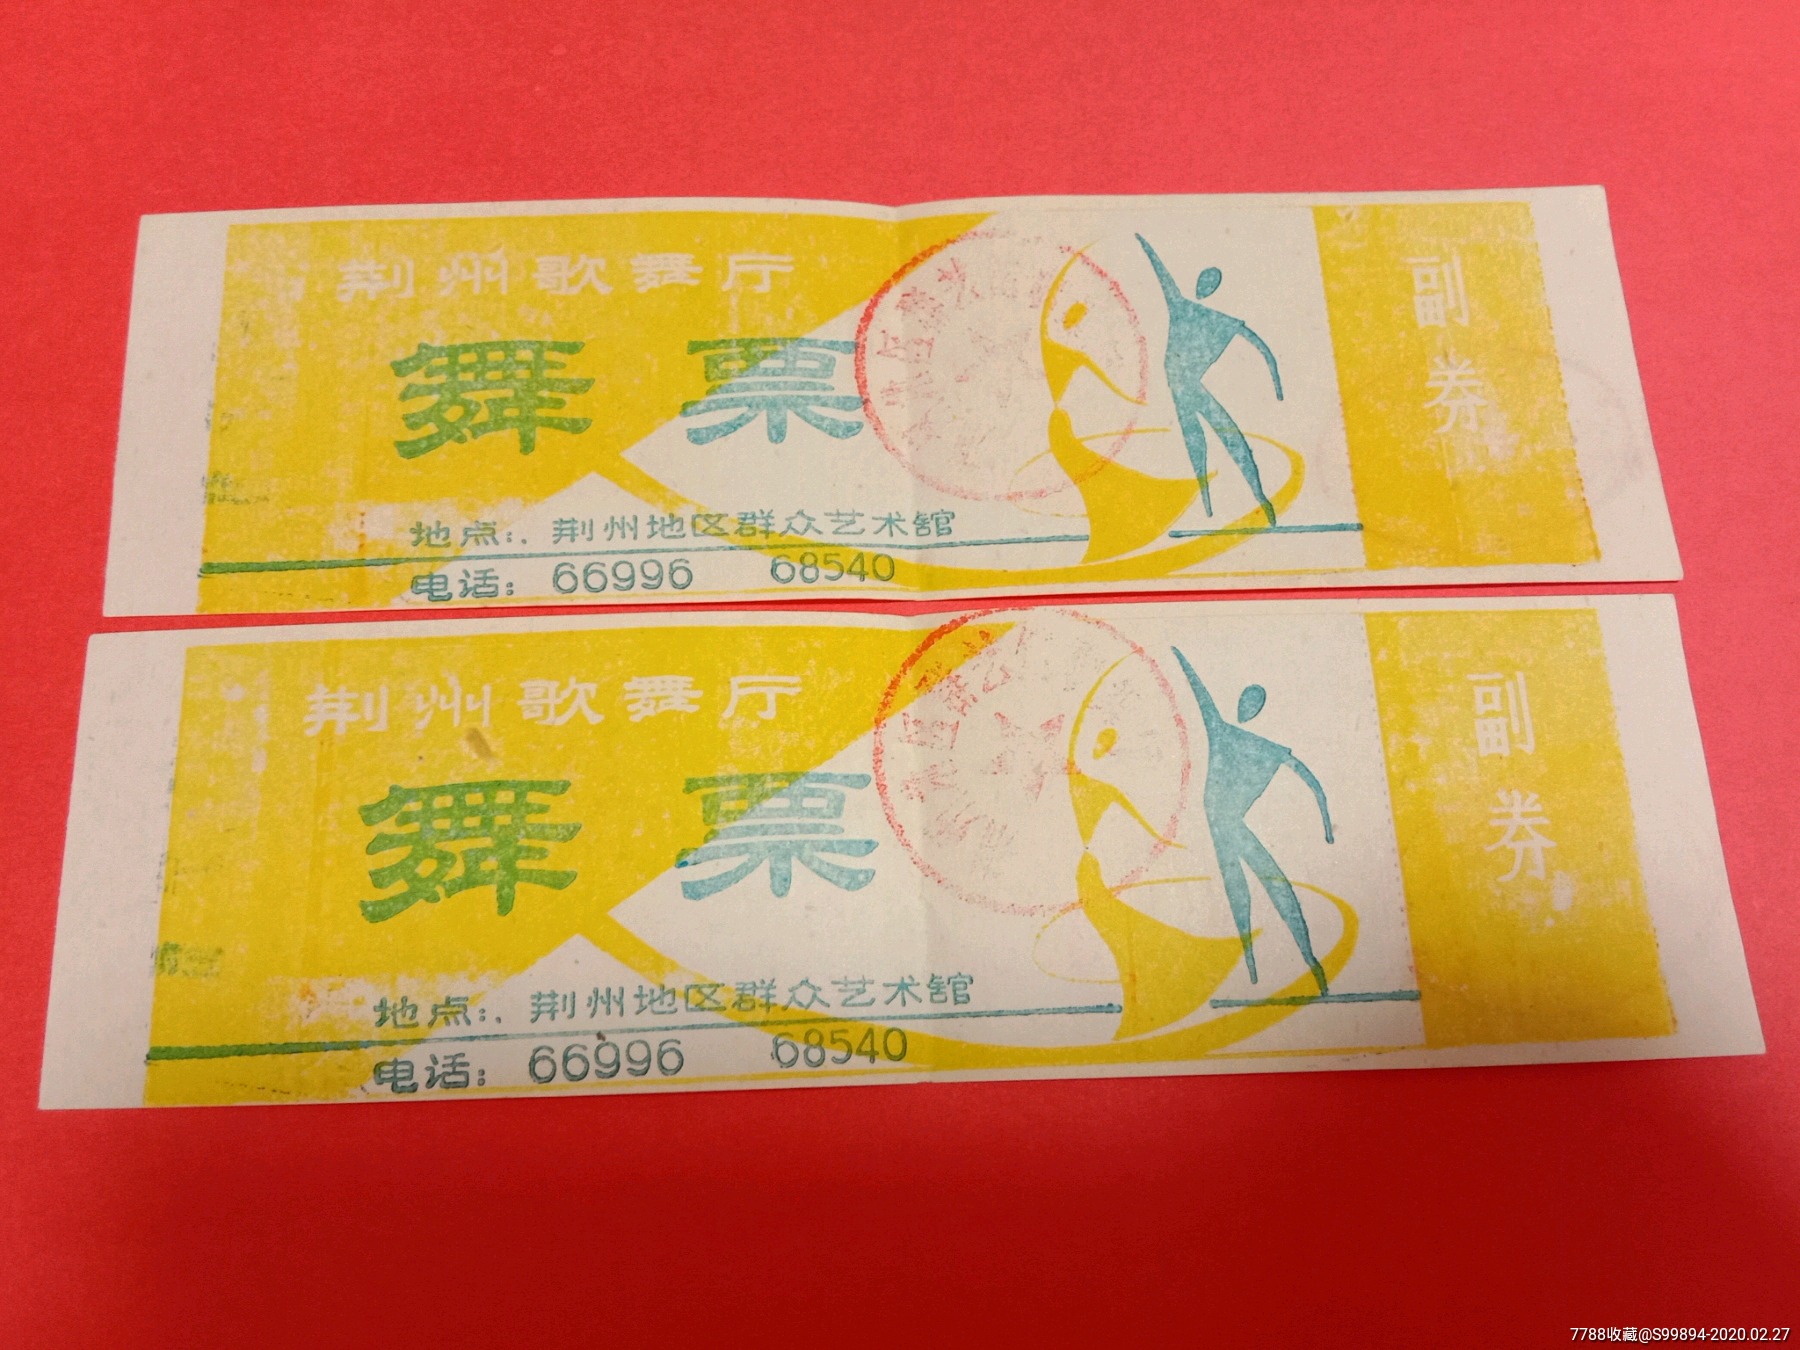 荆州歌舞厅
舞票
副券
地点:. 荆州地区群众艺术馆
电话: 66996 68540
荆州歌舞厅
舞票
副券
地点:. 荆州地区群众艺术馆
电话: 66996 68540
7788收藏@S99894-2020.02.27